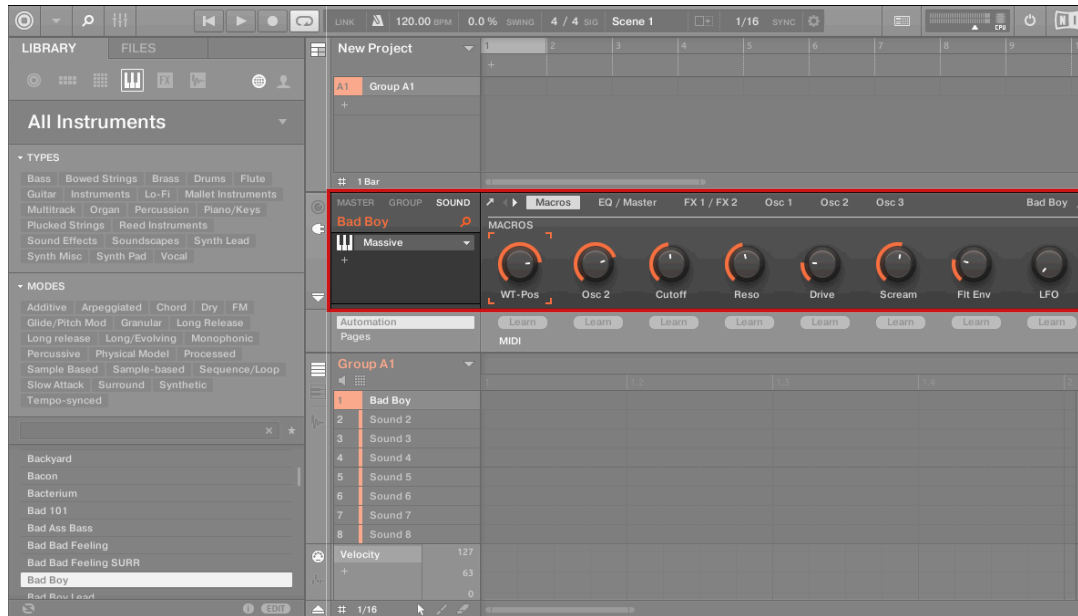 LINK 120.00 BPM 0.0 % SWING 4 / 4 SIG Scene 1 1/16 SYNC CPU NI
LIBRARY FILES
New Project 1 2 3 4 5 6 7 8 9
+
FX
A1 Group A1
+
All Instruments
TYPES
Bass Bowed Strings Brass Drums Flute
Guitar Instruments Lo-Fi Mallet Instruments
Multitrack Organ Percussion Piano/Keys
Plucked Strings Reed Instruments
Sound Effects Soundscapes Synth Lead
Synth Misc Synth Pad Vocal
1 Bar
MASTER GROUP SOUND Macros EQ / Master FX 1 / FX 2 Osc 1 Osc 2 Osc 3 Bad Boy
Bad Boy MACROS
Massive
+
WT-Pos Osc 2 Cutoff Reso Drive Scream Flt Env LFO
MODES
Additive Arpeggiated Chord Dry FM
Glide/Pitch Mod Granular Long Release
Long release Long/Evolving Monophonic
Percussive Physical Model Processed
Sample Based Sample-based Sequence/Loop
Slow Attack Surround Synthetic
Tempo-synced
Automation Learn Learn Learn Learn Learn Learn Learn Learn
Pages MIDI
Group A1
1 1.2 1.3 1.4 2
1 Bad Boy
2 Sound 2
3 Sound 3
4 Sound 4
5 Sound 5
6 Sound 6
7 Sound 7
8 Sound 8
Backyard
Bacon
Bacterium
Bad 101
Bad Ass Bass
Bad Bad Feeling
Bad Bad Feeling SURR
Bad Boy
Bad Boy Lead
EDIT
Velocity 127
+ 63
0
1/16